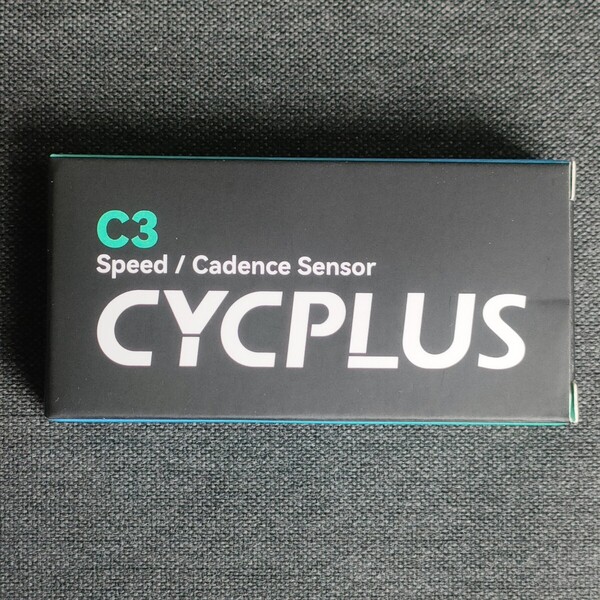 C3
Speed / Cadence Sensor
CYCPLUS